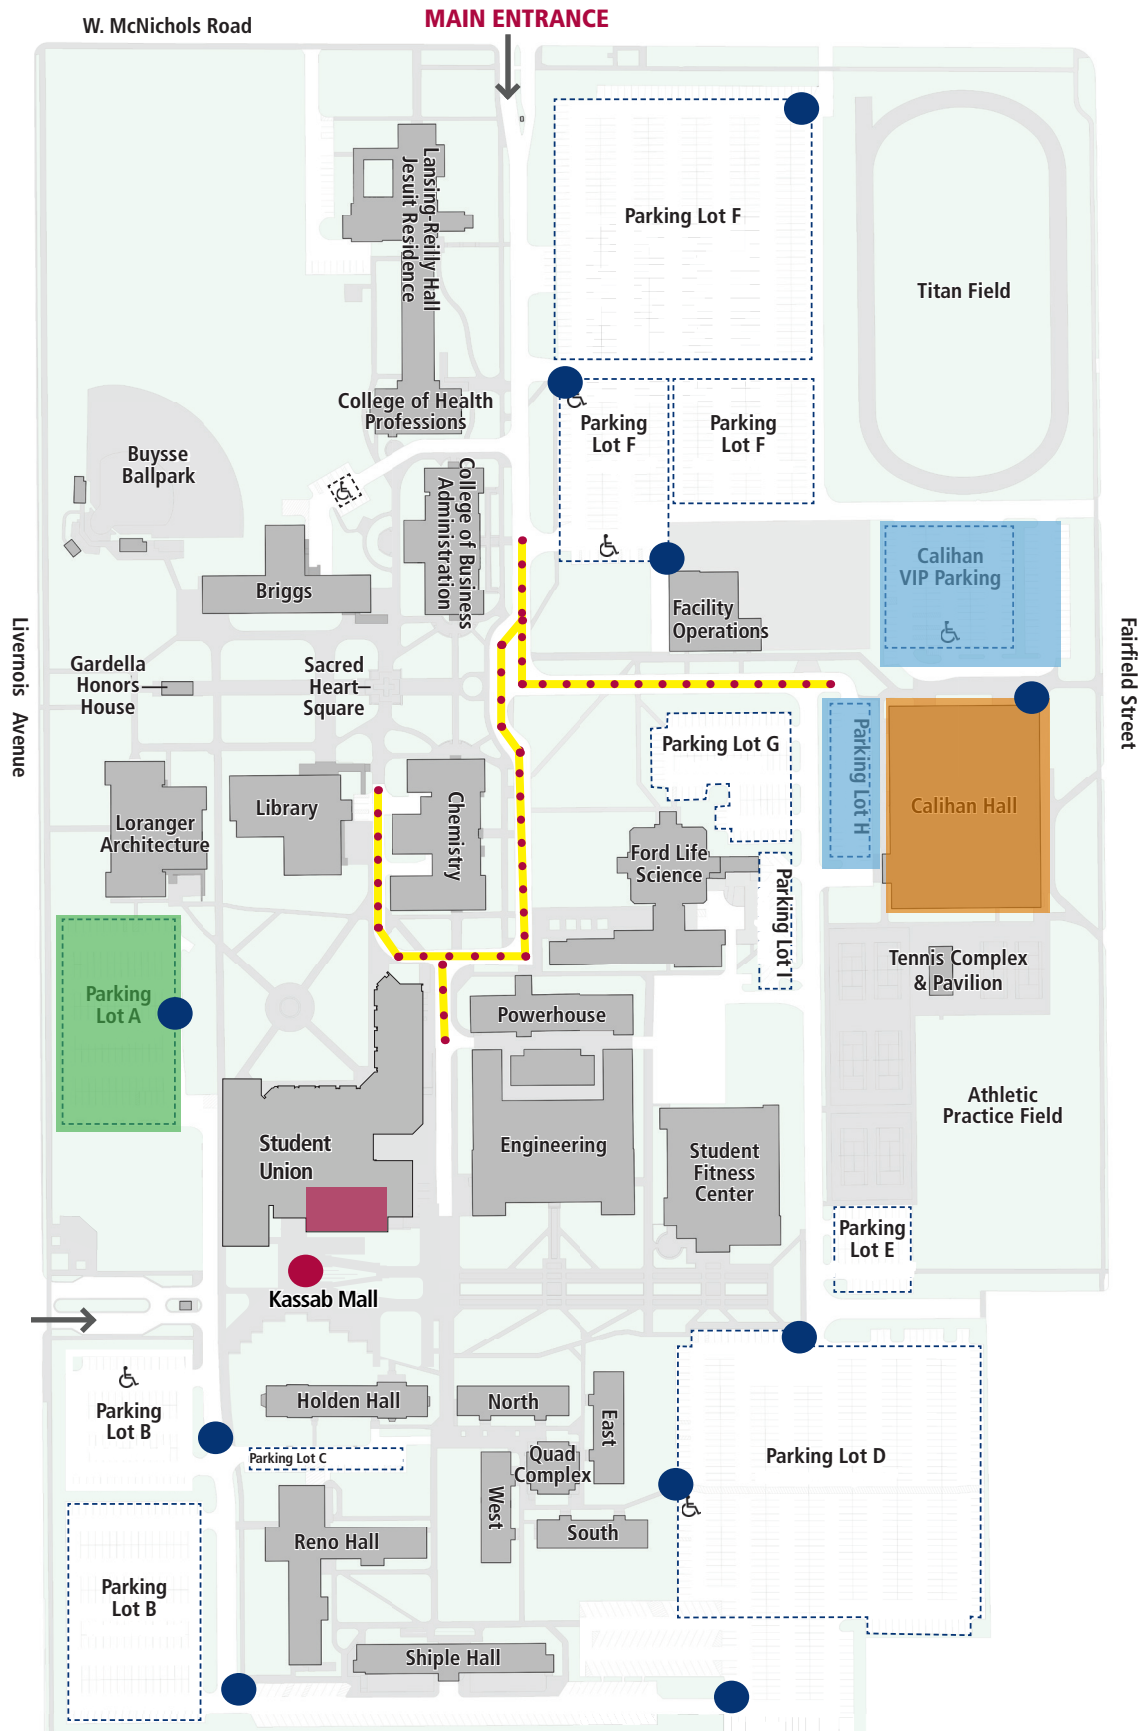 MAIN ENTRANCE
W. McNichols Road
Lansing-Reilly Hall
Jesuit Residence
Parking Lot F
Titan Field
College of Health
Professions
Parking
Lot F
Parking
Lot F
Buysse
Ballpark
College of Business
Administration
Calihan
VIP Parking
Briggs
Facility
Operations
Livernois Avenue
Fairfield Street
Gardella
Honors
House
Sacred
Heart
Square
Parking Lot G
Parking Lot H
Calihan Hall
Library
Chemistry
Loranger
Architecture
Ford Life
Science
Parking Lot I
Tennis Complex
& Pavilion
Parking
Lot A
Powerhouse
Athletic
Practice Field
Student
Union
Engineering
Student
Fitness
Center
Parking
Lot E
Kassab Mall
Holden Hall
North
East
Parking
Lot B
Parking Lot C
Quad
Complex
Parking Lot D
West
South
Reno Hall
Parking
Lot B
Shiple Hall